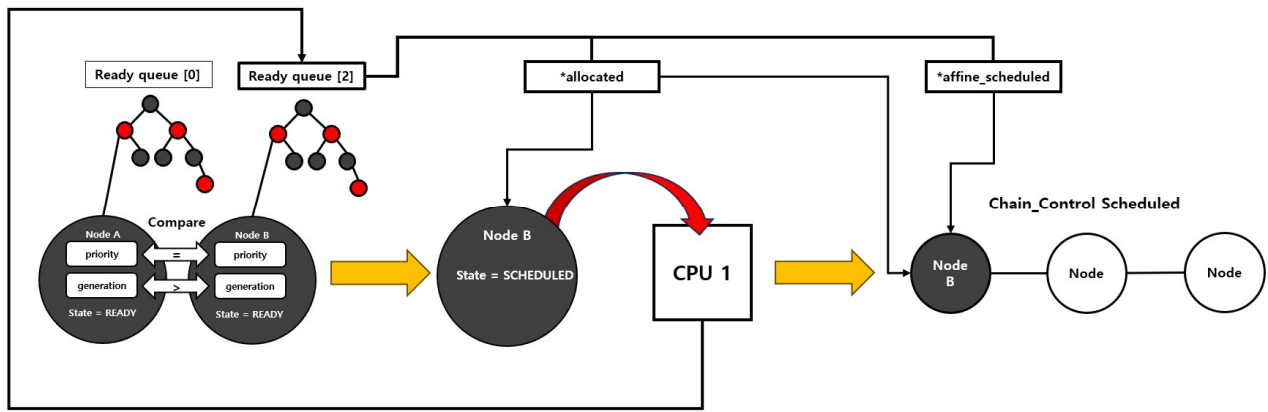 Ready queue [0]
Ready queue [2]
*allocated
*affine_scheduled
Compare
Node A
priority
generation
State = READY
=
>
Node B
priority
generation
State = READY
Node B
State = SCHEDULED
CPU 1
Chain_Control Scheduled
Node
B
Node
Node